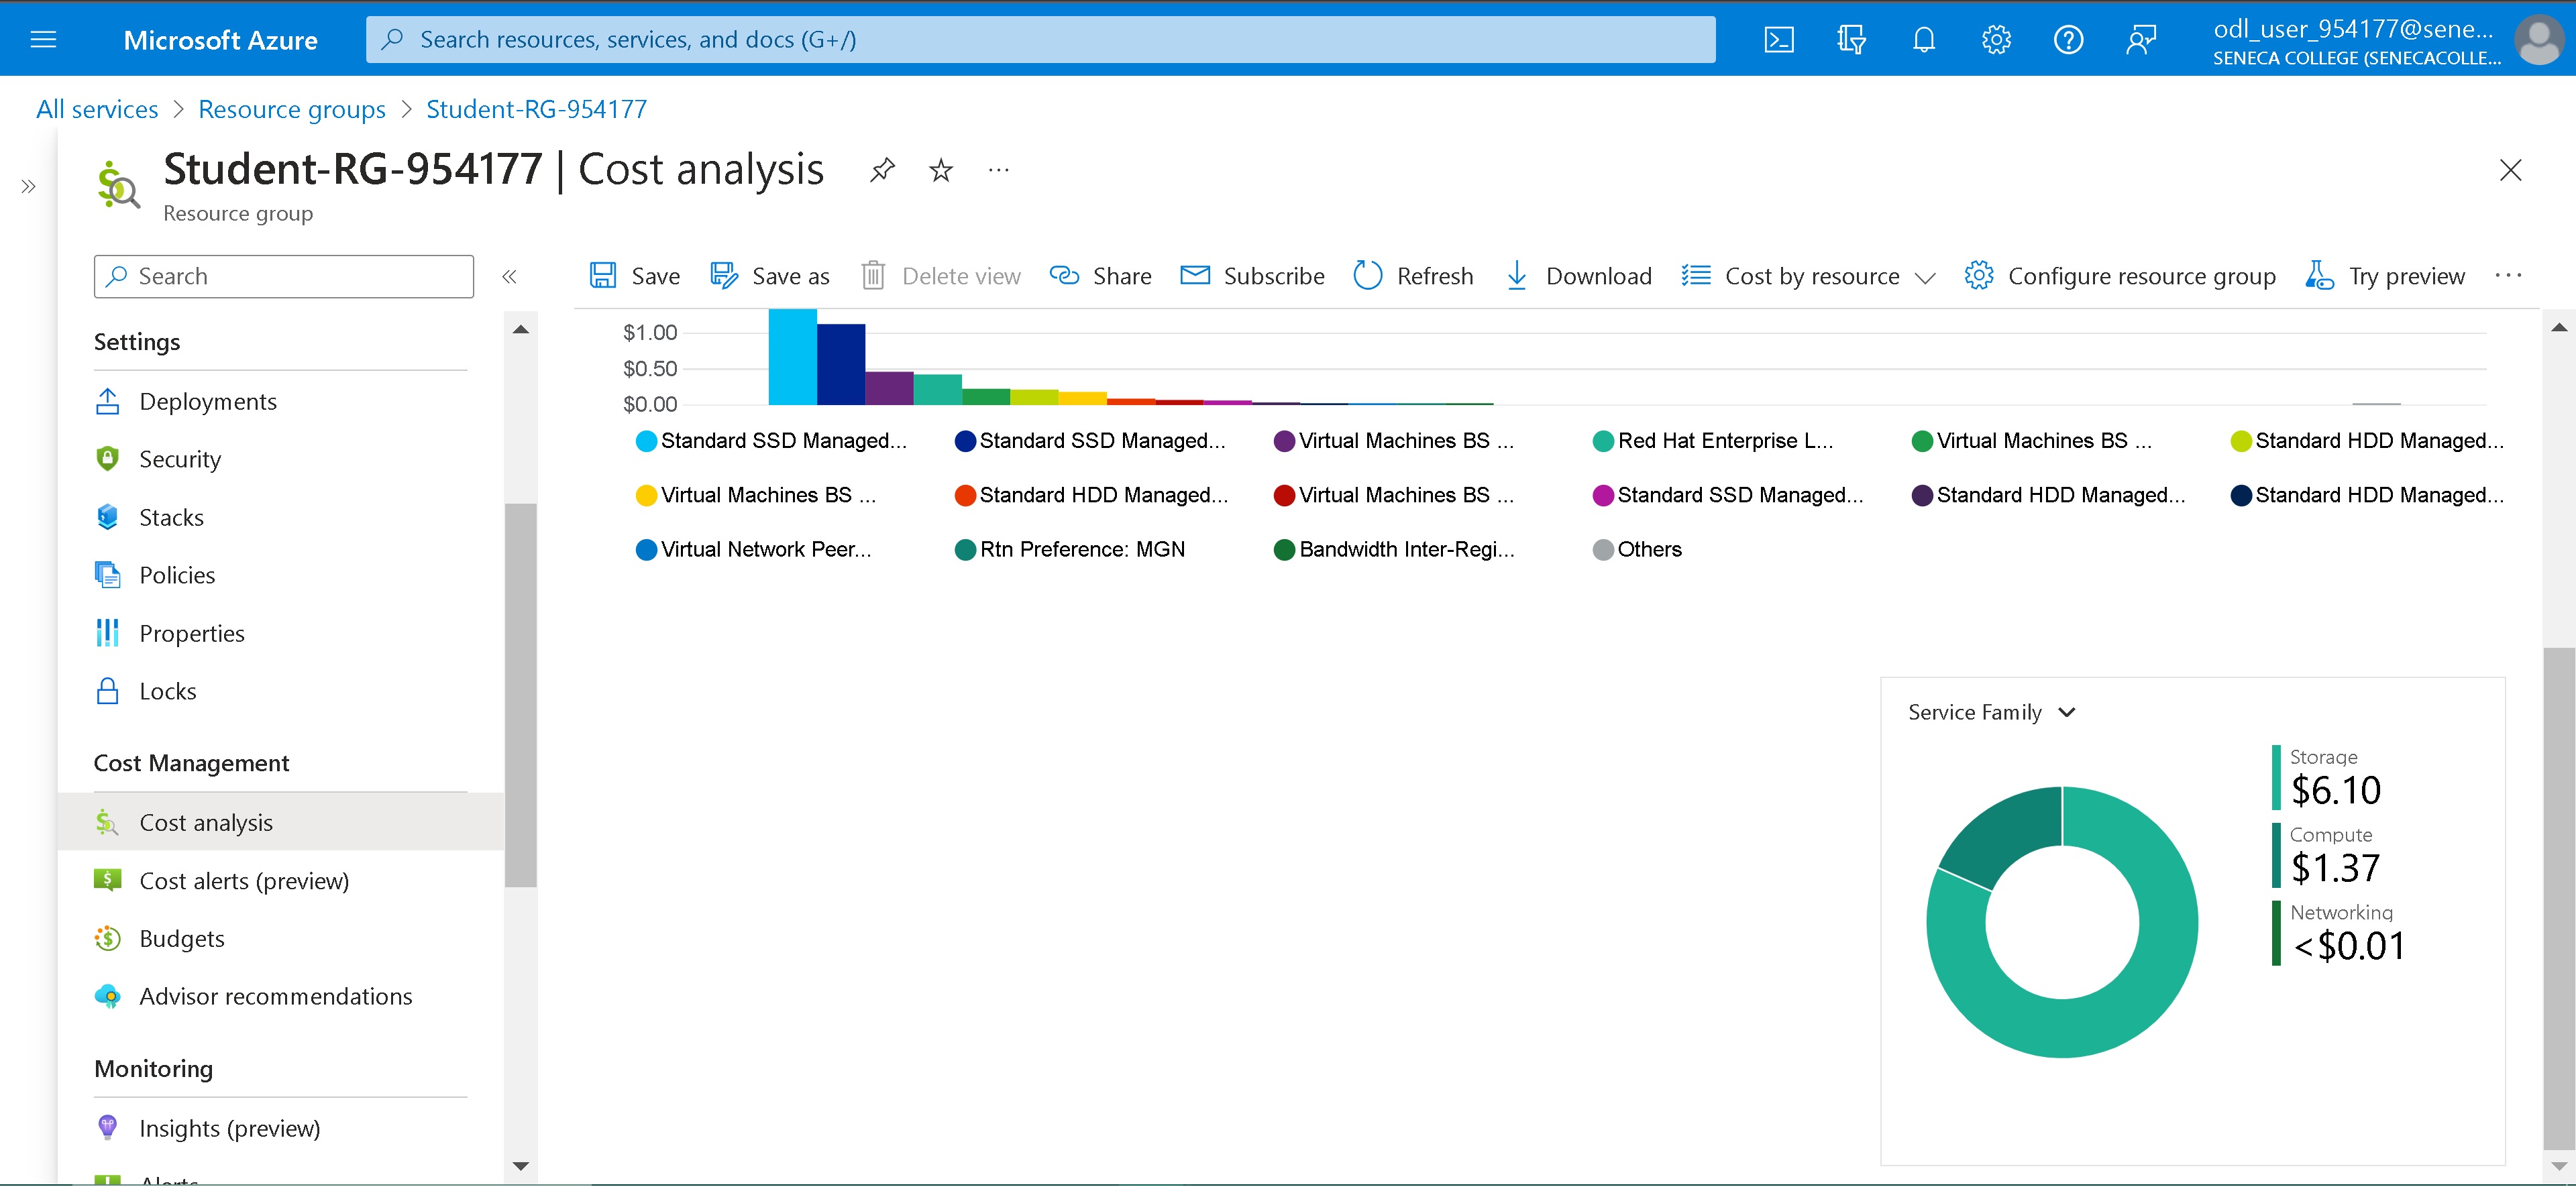 Microsoft Azure
Search resources, services, and docs (G+/)
odl_user_954177@sene...
SENECA COLLEGE (SENECACOLLE...
All services > Resource groups > Student-RG-954177
Student-RG-954177 | Cost analysis
Resource group
Search
Save
Save as
Delete view
Share
Subscribe
Refresh
Download
Cost by resource
Configure resource group
Try preview
Settings
Deployments
Security
Stacks
Policies
Properties
Locks
Cost Management
Cost analysis
Cost alerts (preview)
Budgets
Advisor recommendations
Monitoring
Insights (preview)
Alerts
$1.00
$0.50
$0.00
Standard SSD Managed...
Standard SSD Managed...
Virtual Machines BS ...
Red Hat Enterprise L...
Virtual Machines BS ...
Standard HDD Managed...
Virtual Machines BS ...
Standard HDD Managed...
Virtual Machines BS ...
Standard SSD Managed...
Standard HDD Managed...
Standard HDD Managed...
Virtual Network Peer...
Rtn Preference: MGN
Bandwidth Inter-Regi...
Others
Service Family
Storage
$6.10
Compute
$1.37
Networking
<$0.01